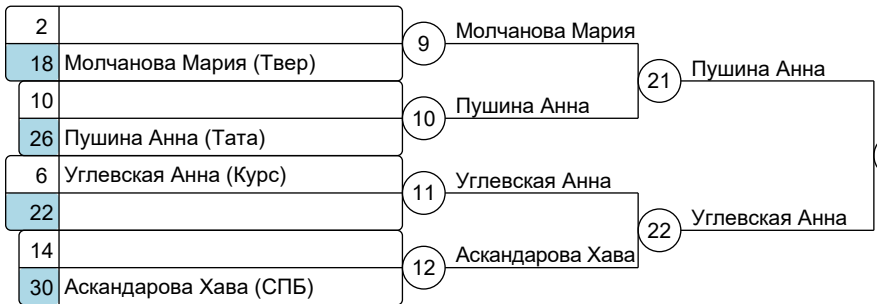 2
9 Молчанова Мария
18 Молчанова Мария (Твер)
21 Пушина Анна
10
10 Пушина Анна
26 Пушина Анна (Тата)
6 Углевская Анна (Курс)
11 Углевская Анна
22
22 Углевская Анна
14
12 Аскандарова Хава
30 Аскандарова Хава (СПБ)